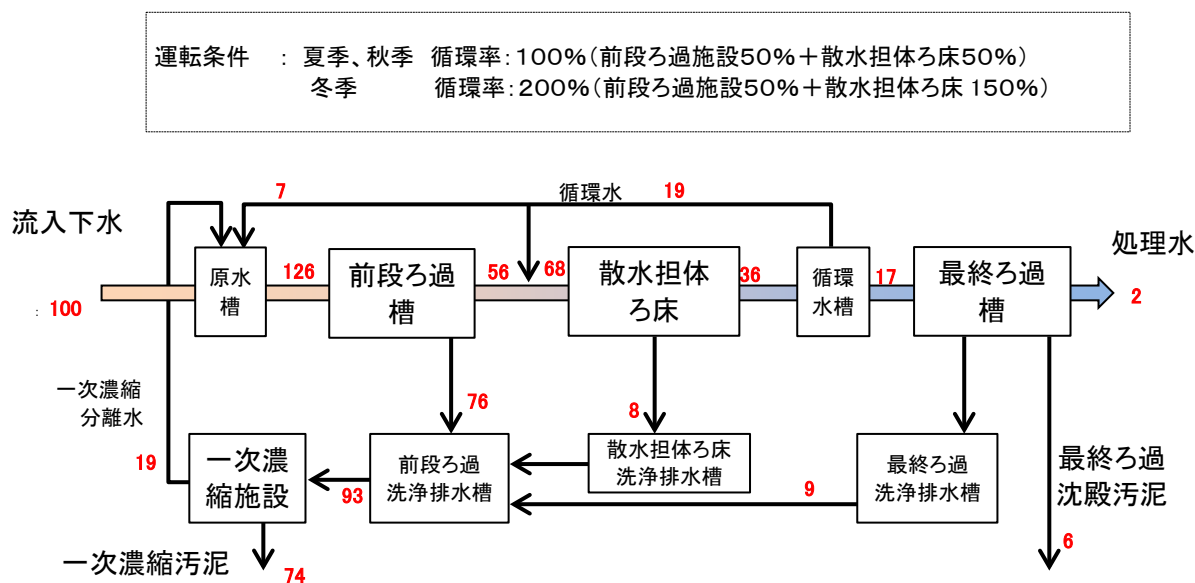 運転条件 : 夏季、秋季 循環率:100%(前段ろ過施設50%+散水担体ろ床50%)
冬季 循環率:200%(前段ろ過施設50%+散水担体ろ床 150%)
7
循環水
19
流入下水
処理水
原水
槽
126
前段ろ過
槽
56
68
散水担体
ろ床
36
循環
水槽
17
最終ろ過
槽
2
: 100
一次濃縮
分離水
76
8
19
一次濃
縮施設
93
前段ろ過
洗浄排水槽
散水担体ろ床
洗浄排水槽
9
最終ろ過
洗浄排水槽
最終ろ過
沈殿汚泥
6
一次濃縮汚泥
74